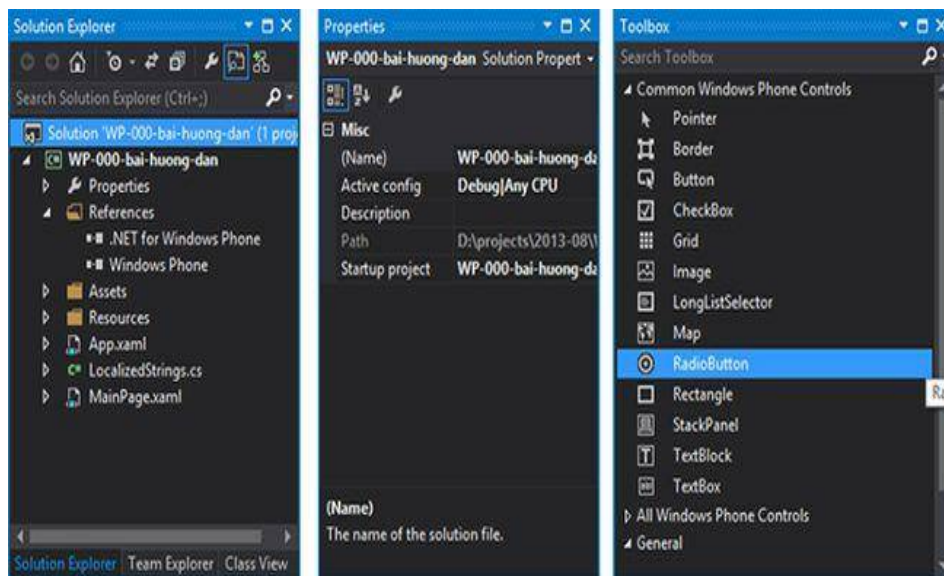 Solution Explorer
Search Solution Explorer (Ctrl+;)
Solution 'WP-000-bai-huong-dan' (1 proj
WP-000-bai-huong-dan
Properties
References
.NET for Windows Phone
Windows Phone
Assets
Resources
App.xaml
LocalizedStrings.cs
MainPage.xaml
Solution Explorer Team Explorer Class View
Properties
WP-000-bai-huong-dan Solution Propert
Misc
(Name) WP-000-bai-huong-da
Active config Debug|Any CPU
Description
Path D:\projects\2013-08\
Startup project WP-000-bai-huong-da
(Name)
The name of the solution file.
Toolbox
Search Toolbox
Common Windows Phone Controls
Pointer
Border
Button
CheckBox
Grid
Image
LongListSelector
Map
RadioButton
Ra
Rectangle
StackPanel
TextBlock
TextBox
All Windows Phone Controls
General